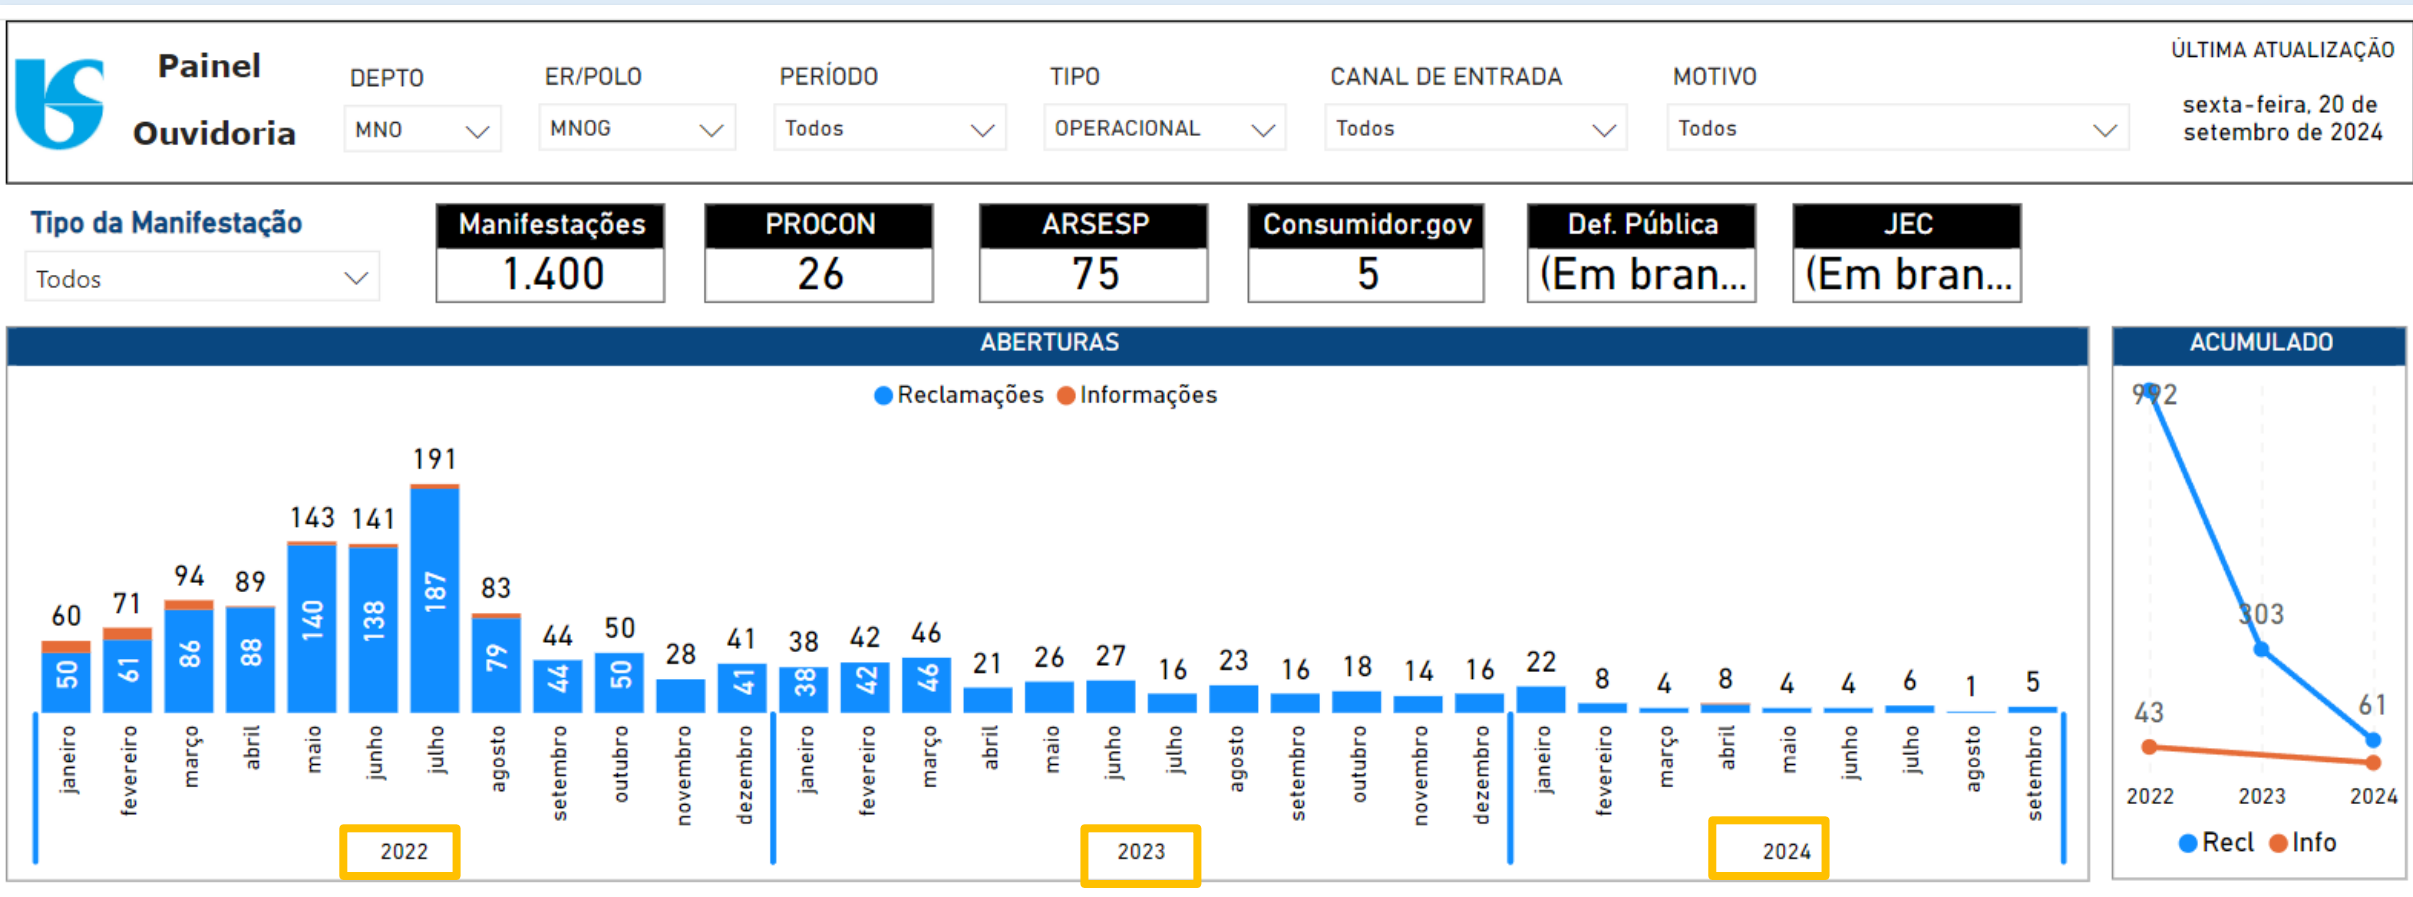 Painel
Ouvidoria
DEPTO
MNO
ER/POLO
MNOG
PERÍODO
Todos
TIPO
OPERACIONAL
CANAL DE ENTRADA
Todos
MOTIVO
Todos
ÚLTIMA ATUALIZAÇÃO
sexta-feira, 20 de
setembro de 2024
Tipo da Manifestação
Todos
Manifestações
1.400
PROCON
26
ARSESP
75
Consumidor.gov
5
Def. Pública
(Em bran...
JEC
(Em bran...
ABERTURAS
Reclamações Informações
60 71 94 89 143 141 191 83 44 50 28 41 38 42 46 21 26 27 16 23 16 18 14 16 22 8 4 8 4 4 6 1 5
50 61 86 88 140 138 187 79 44 50 41 38 42 46
janeiro fevereiro março abril maio junho julho agosto setembro outubro novembro dezembro janeiro fevereiro março abril maio junho julho agosto setembro outubro novembro dezembro janeiro fevereiro março abril maio junho julho agosto setembro
2022 2023 2024
ACUMULADO
992
303
61
43
2022 2023 2024
Recl Info